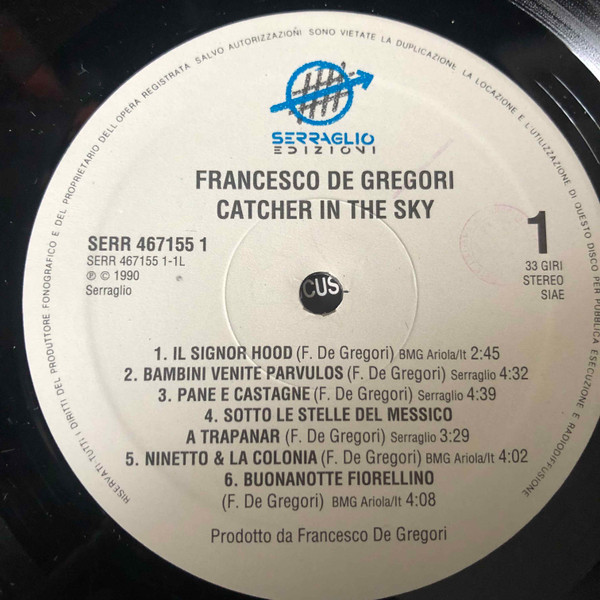 RISERVATI TUTTI I DIRITTI DEL PRODUTTORE FONOGRAFICO E DEL PROPRIETARIO DELL'OPERA REGISTRATA SALVO AUTORIZZAZIONI SONO VIETATE LA DUPLICAZIONE, LA LOCAZIONE E L'UTILIZZAZIONE DI QUESTO DISCO PER PUBBLICA ESECUZIONE E RADIODIFFUSIONE
SERRAGLIO
EDIZIONI
FRANCESCO DE GREGORI
CATCHER IN THE SKY
SERR 467155 1
SERR 467155 1-1L
℗ © 1990
Serraglio
1
33 GIRI
STEREO
SIAE
CUS
1. IL SIGNOR HOOD (F. De Gregori) BMG Ariola/It 2:45
2. BAMBINI VENITE PARVULOS (F. De Gregori) Serraglio 4:32
3. PANE E CASTAGNE (F. De Gregori) Serraglio 4:39
4. SOTTO LE STELLE DEL MESSICO
A TRAPANAR (F. De Gregori) Serraglio 3:29
5. NINETTO & LA COLONIA (F. De Gregori) BMG Ariola/It 4:02
6. BUONANOTTE FIORELLINO
(F. De Gregori) BMG Ariola/It 4:08
Prodotto da Francesco De Gregori